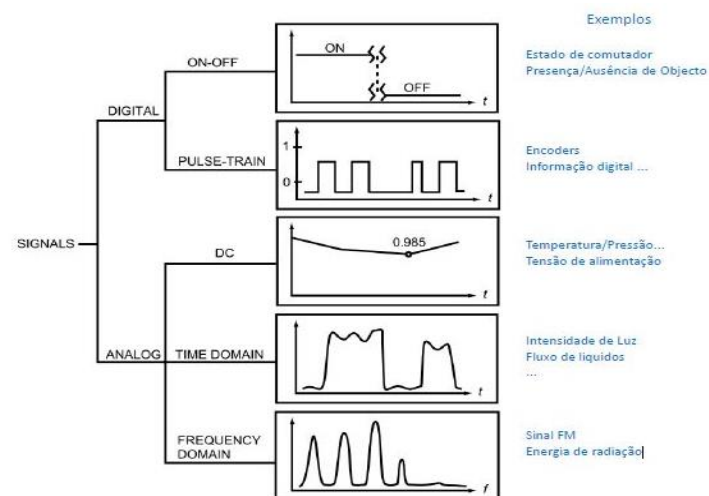 Exemplos
ON-OFF
ON
OFF
t
Estado de comutador
Presença/Ausência de Objecto
DIGITAL
PULSE-TRAIN
1
0
t
Encoders
Informação digital ...
SIGNALS
DC
0.985
t
Temperatura/Pressão...
Tensão de alimentação
ANALOG
TIME DOMAIN
t
Intensidade de Luz
Fluxo de liquidos
...
FREQUENCY
DOMAIN
f
Sinal FM
Energia de radiação